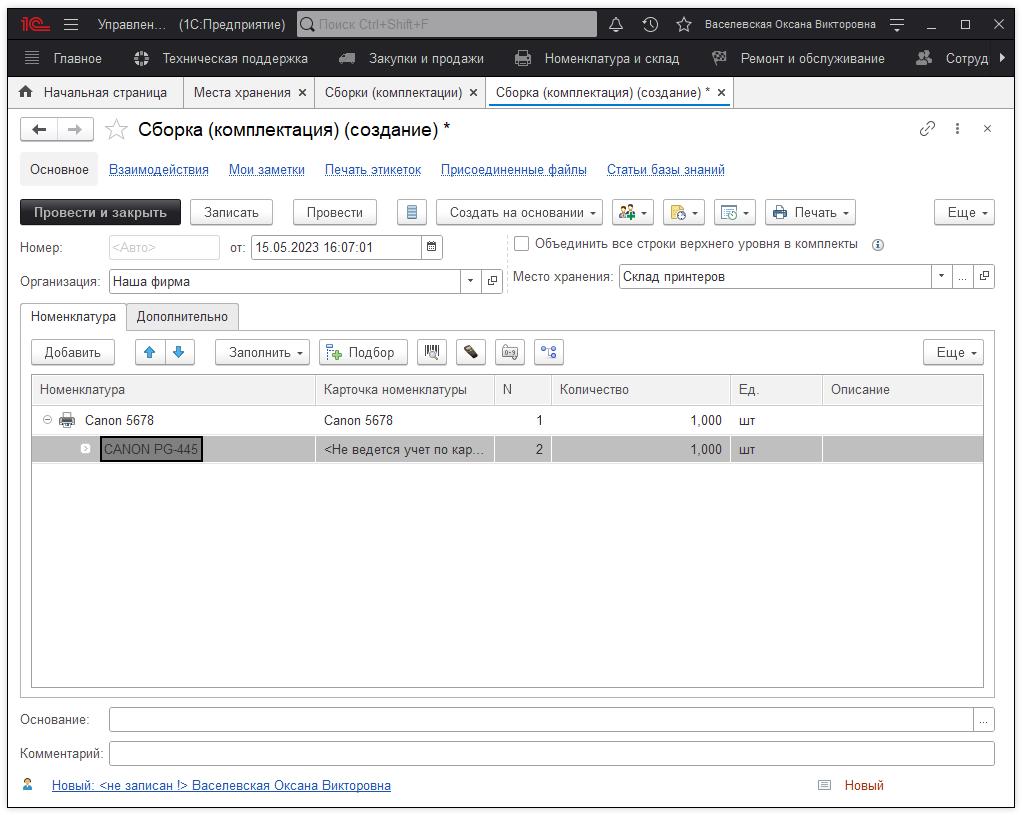 1С Управлен... (1С:Предприятие) Поиск Ctrl+Shift+F Васелевская Оксана Викторовна
Главное Техническая поддержка Закупки и продажи Номенклатура и склад Ремонт и обслуживание Сотруд
Начальная страница Места хранения × Сборки (комплектации) × Сборка (комплектация) (создание) * ×
Сборка (комплектация) (создание) *
Основное Взаимодействия Мои заметки Печать этикеток Присоединенные файлы Статьи базы знаний
Провести и закрыть Записать Провести Создать на основании Печать Еще
Номер: <Авто> от: 15.05.2023 16:07:01 Объединить все строки верхнего уровня в комплекты
Организация: Наша фирма Место хранения: Склад принтеров ...
Номенклатура Дополнительно
Добавить Заполнить Подбор Еще
Номенклатура Карточка номенклатуры N Количество Ед. Описание
Canon 5678 Canon 5678 1 1,000 шт
CANON PG-445 <Не ведется учет по кар... 2 1,000 шт
Основание: ...
Комментарий:
Новый: <не записан !> Васелевская Оксана Викторовна Новый